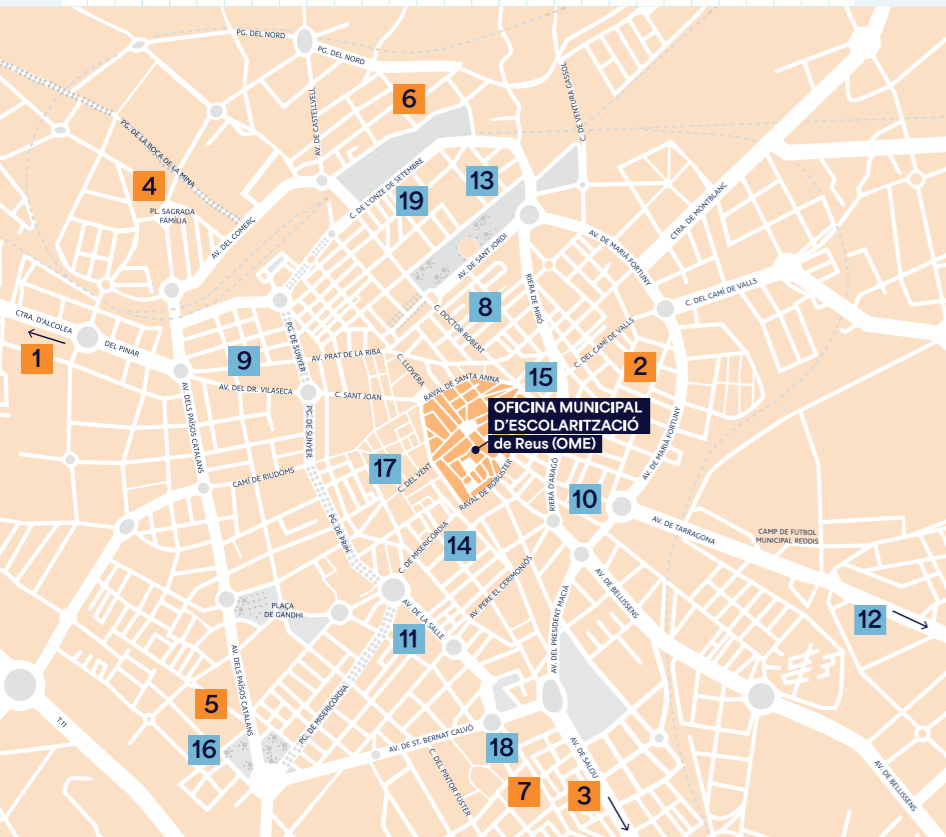 PG. DEL NORD
PG. DEL NORD
6
C. DE VENTURA GASSOL
AV. DE CASTELLVELL
PG. DE LA BOCA DE LA MINA
4
PL. SAGRADA
FAMÍLIA
AV. DEL COMERÇ
C. DE L'ONZE DE SETEMBRE
19
13
CTRA. DE MONTBLANC
AV. DE MARIÀ FORTUNY
AV. DE SANT JORDI
RIERA DE MIRÓ
C. DEL CAMÍ DE VALLS
8
C. DOCTOR ROBERT
CTRA. D'ALCOLEA
1
DEL PINAR
PG. DE SUNYER
9
AV. PRAT DE LA RIBA
C. LLOVERA
C. DEL CAMÍ DE VALLS
2
15
AV. DEL DR. VILASECA
C. SANT JOAN
RAVAL DE SANTA ANNA
AV. DELS PAÏSOS CATALANS
PG. DE SUNYER
OFICINA MUNICIPAL
D'ESCOLARITZACIÓ
de Reus (OME)
AV. DE MARIÀ FORTUNY
CAMÍ DE RIUDOMS
17
C. DEL VENT
RAVAL DE ROBUSTER
RIERA D'ARAGÓ
10
PG. DE PRIM
C. DE MISERICÒRDIA
14
AV. DE TARRAGONA
CAMP DE FUTBOL
MUNICIPAL REDDIS
PLAÇA
DE GANDHI
AV. DE LA SALLE
AV. PERE EL CERIMONIÓS
AV. DEL PRESIDENT MACIÀ
AV. DE BELLISSENS
12
11
AV. DELS PAÏSOS CATALANS
5
16
T.11
PG. DE MISERICÒRDIA
AV. DE ST. BERNAT CALVÓ
18
C. DEL PINTOR FUSTER
7
3
AV. DE SALOU
AV. DE BELLISSENS